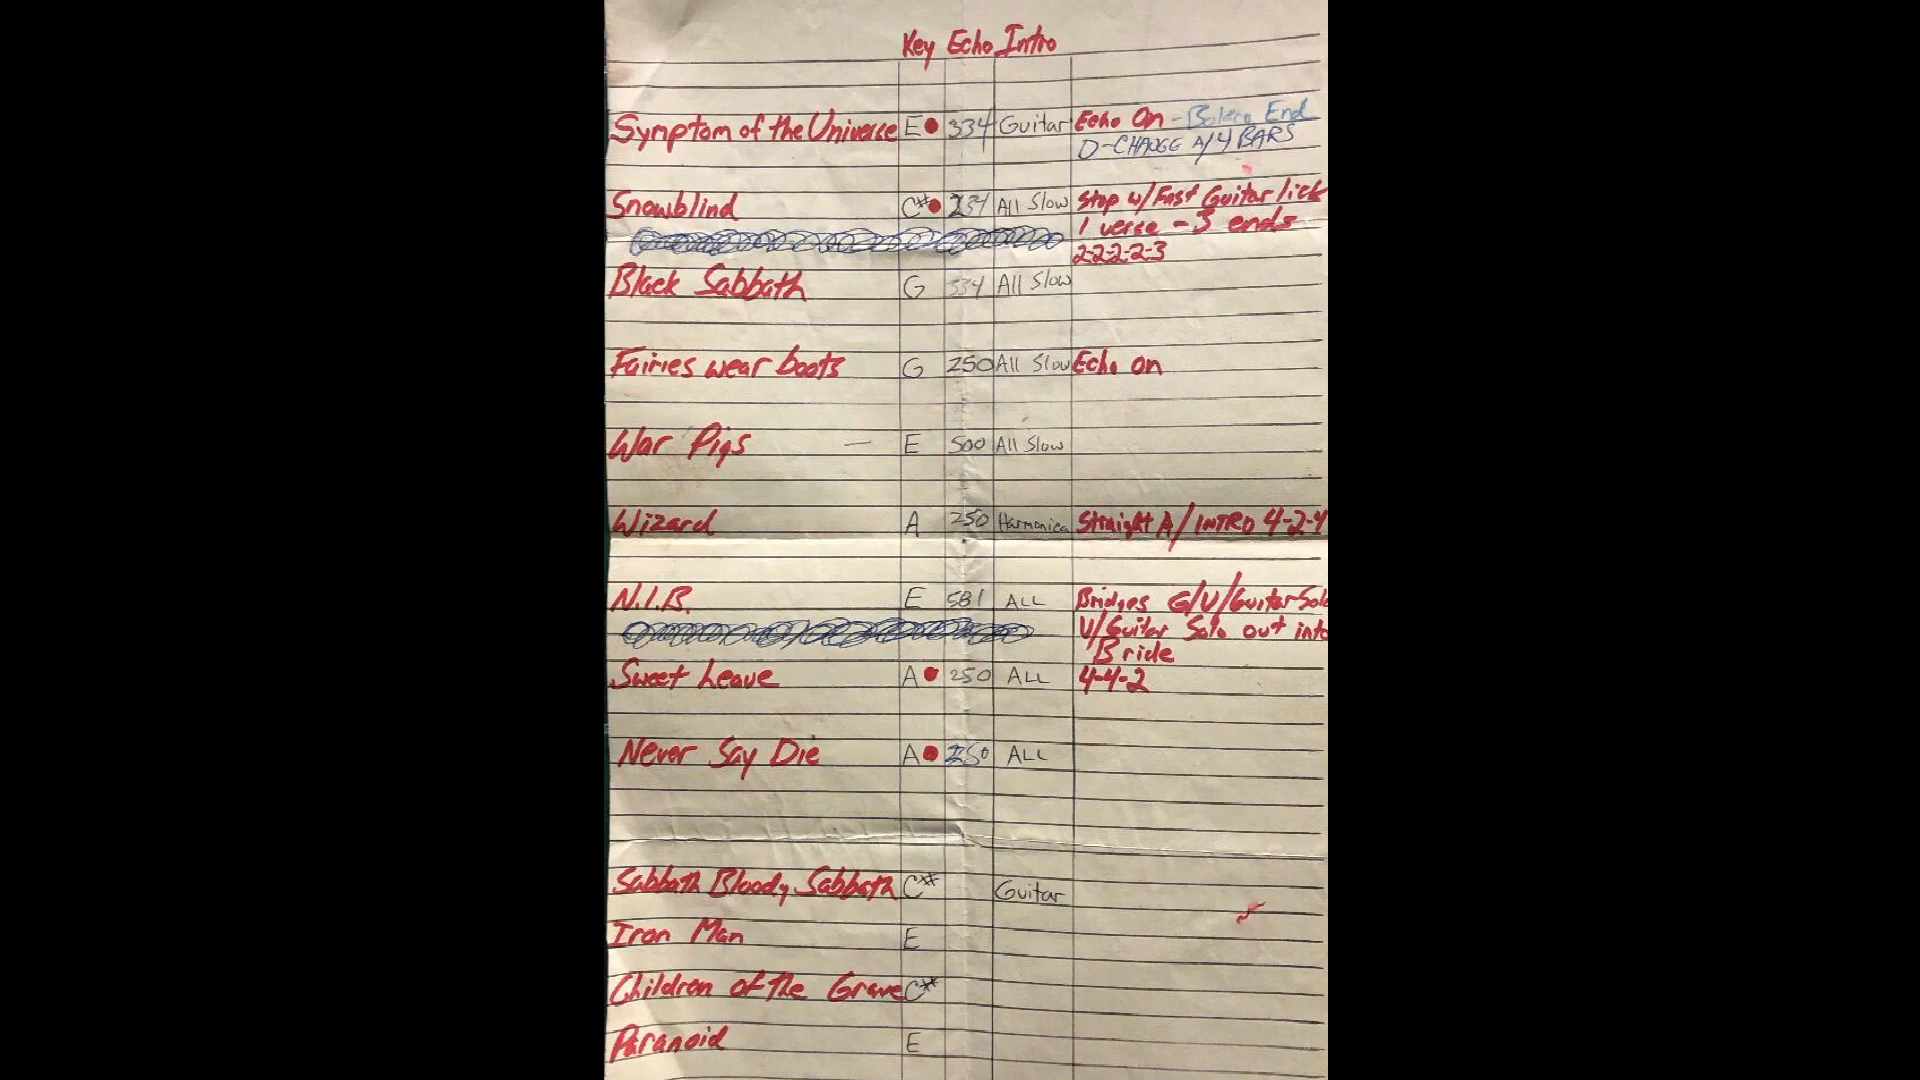 Key Echo Intro
Symptom of the Universe E 334 Guitar Echo On - Bolero End
D-CHANGE A/4 BARS
Snowblind C# 334 All Slow Stop w/Fast Guitar lick
1 verse - 3 ends
2-2-2-2-3
Black Sabbath G 334 All Slow
Fairies wear boots G 250 All Slow Echo on
War Pigs — E 500 All Slow
Wizard A 250 Harmonica Straight A/INTRO 4-2-4
N.I.B. E 581 ALL Bridges G/V/Guitar Solo
V/Guitar Solo out into
Bride
Sweet Leave A 250 ALL 4-4-2
Never Say Die A 250 ALL
Sabbath Bloody Sabbath C# Guitar
Iron Man E
Children of the Grave C#
Paranoid E